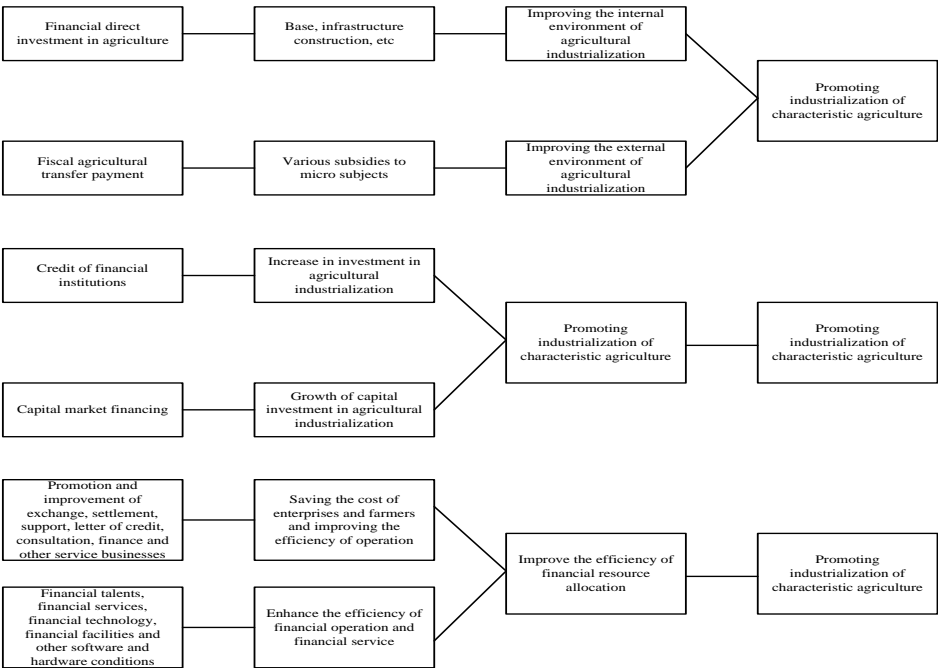 Financial direct
investment in agriculture
Base, infrastructure
construction, etc
Improving the internal
environment of
agricultural
industrialization
Promoting
industrialization of
characteristic agriculture
Fiscal agricultural
transfer payment
Various subsidies to
micro subjects
Improving the external
environment of
agricultural
industrialization
Credit of financial
institutions
Increase in investment in
agricultural
industrialization
Promoting
industrialization of
characteristic agriculture
Promoting
industrialization of
characteristic agriculture
Capital market financing
Growth of capital
investment in agricultural
industrialization
Promotion and
improvement of
exchange, settlement,
support, letter of credit,
consultation, finance and
other service businesses
Saving the cost of
enterprises and farmers
and improving the
efficiency of operation
Improve the efficiency of
financial resource
allocation
Promoting
industrialization of
characteristic agriculture
Financial talents,
financial services,
financial technology,
financial facilities and
other software and
hardware conditions
Enhance the efficiency of
financial operation and
financial service